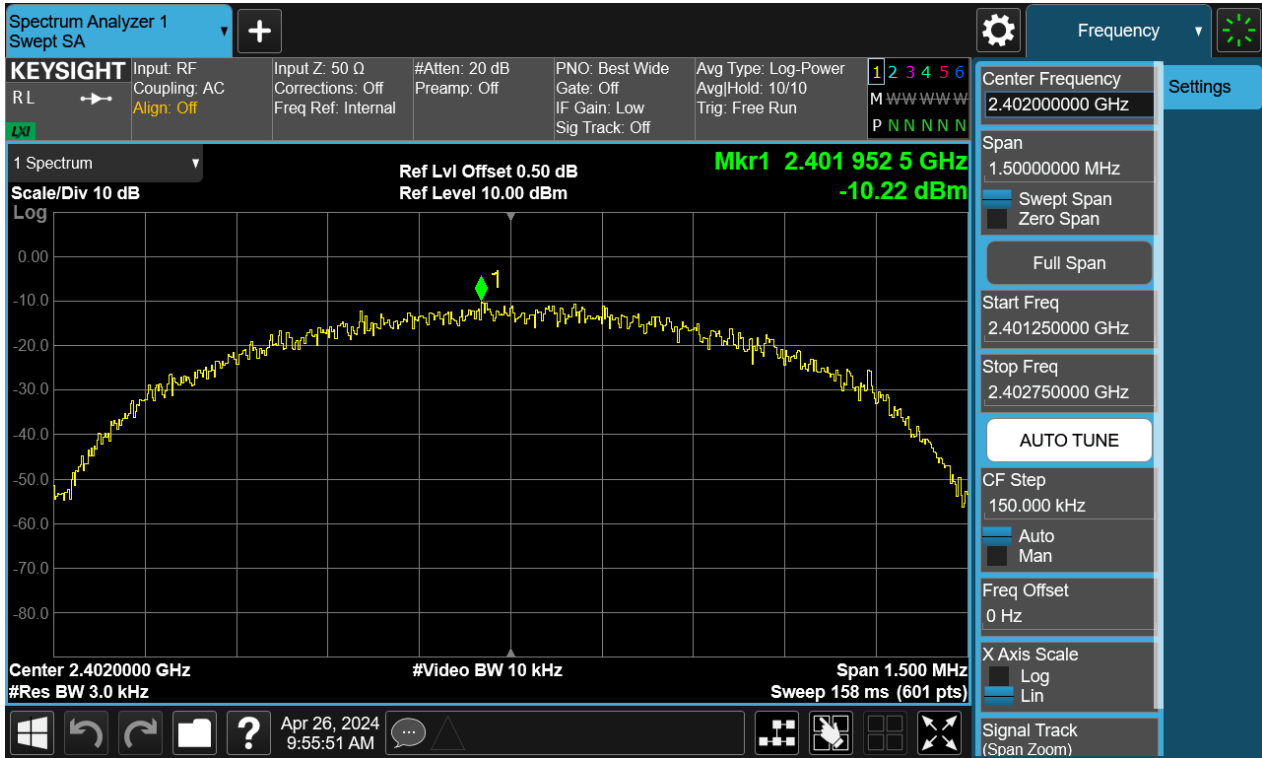 Spectrum Analyzer 1
Swept SA
+
Frequency
KEYSIGHT
R L
LXI
Input: RF
Coupling: AC
Align: Off
Input Z: 50 Ω
Corrections: Off
Freq Ref: Internal
#Atten: 20 dB
Preamp: Off
PNO: Best Wide
Gate: Off
IF Gain: Low
Sig Track: Off
Avg Type: Log-Power
Avg|Hold: 10/10
Trig: Free Run
1 2 3 4 5 6
M W W W W W
P N N N N N
1 Spectrum
Scale/Div 10 dB
Ref Lvl Offset 0.50 dB
Ref Level 10.00 dBm
Mkr1 2.401 952 5 GHz
-10.22 dBm
Log
0.00
-10.0
-20.0
-30.0
-40.0
-50.0
-60.0
-70.0
-80.0
1
Center 2.4020000 GHz
#Res BW 3.0 kHz
#Video BW 10 kHz
Span 1.500 MHz
Sweep 158 ms (601 pts)
?
Apr 26, 2024
9:55:51 AM
Center Frequency
2.402000000 GHz
Span
1.50000000 MHz
Swept Span
Zero Span
Full Span
Start Freq
2.401250000 GHz
Stop Freq
2.402750000 GHz
AUTO TUNE
CF Step
150.000 kHz
Auto
Man
Freq Offset
0 Hz
X Axis Scale
Log
Lin
Signal Track
(Span Zoom)
Settings